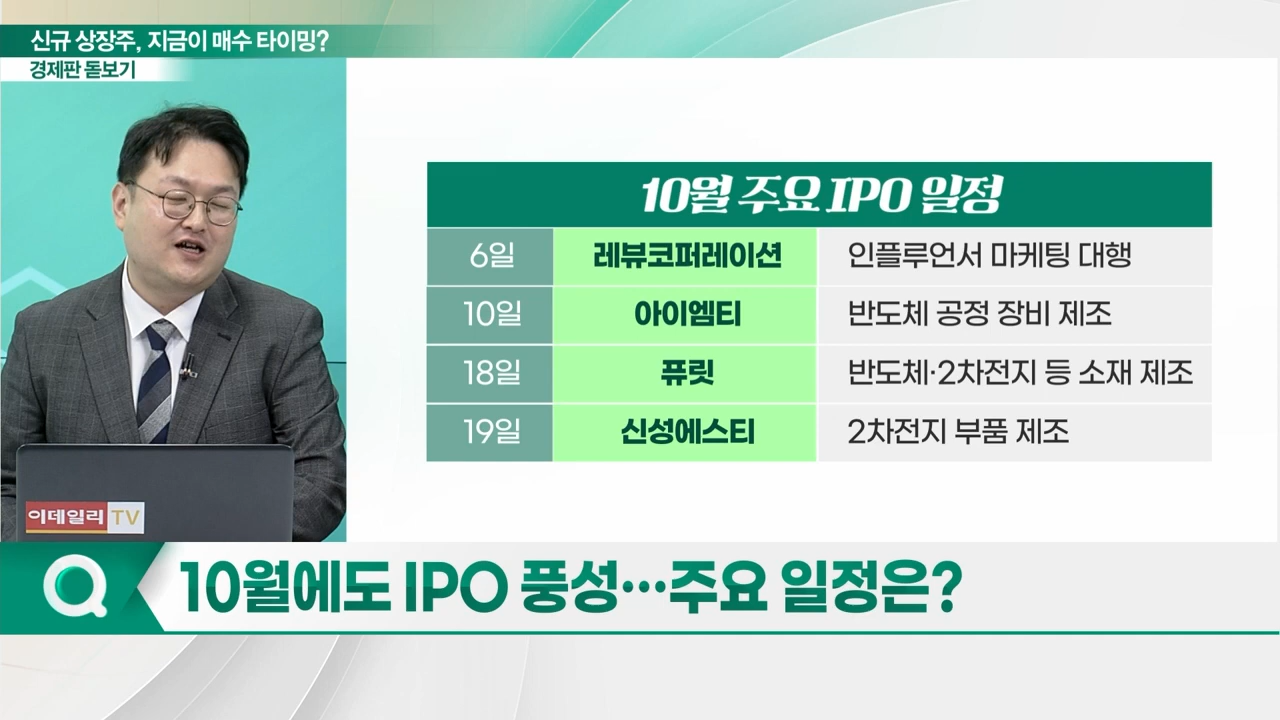 신규 상장주, 지금이 매수 타이밍?
경제판 돋보기
10월 주요 IPO 일정
6일 레뷰코퍼레이션 인플루언서 마케팅 대행
10일 아이엠티 반도체 공정 장비 제조
18일 퓨릿 반도체·2차전지 등 소재 제조
19일 신성에스티 2차전지 부품 제조
이데일리 TV
10월에도 IPO 풍성…주요 일정은?